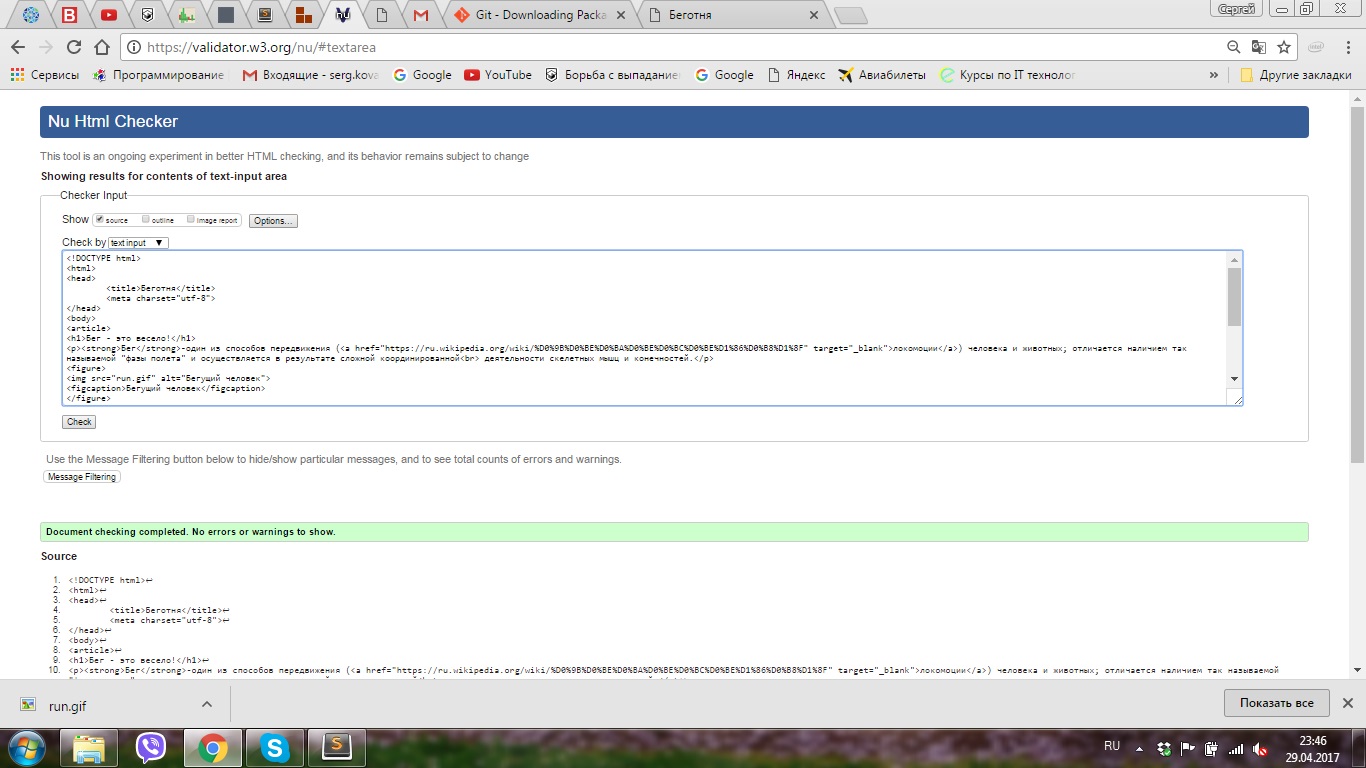 Git - Downloading Packa
Беготня
Сергей
https://validator.w3.org/nu/#textarea
Сервисы
Программирование
Входящие - serg.kova
Google
YouTube
Борьба с выпадание
Google
Яндекс
Авиабилеты
Курсы по IT технолог
»
Другие закладки
Nu Html Checker
This tool is an ongoing experiment in better HTML checking, and its behavior remains subject to change
Showing results for contents of text-input area
Checker Input
Show source outline image report Options...
Check by text input
<!DOCTYPE html>
<html>
<head>
<title>Беготня</title>
<meta charset="utf-8">
</head>
<body>
<article>
<h1>Бег - это весело!</h1>
<p><strong>Бег</strong>-один из способов передвижения (<a href="https://ru.wikipedia.org/wiki/%D0%9B%D0%BE%D0%BA%D0%BE%D0%BC%D0%BE%D1%86%D0%B8%D1%8F" target="_blank">локомоции</a>) человека и животных; отличается наличием так
называемой "фазы полета" и осуществляется в результате сложной координированной<br> деятельности скелетных мышц и конечностей.</p>
<figure>
<img src="run.gif" alt="Бегущий человек">
<figcaption>Бегущий человек</figcaption>
</figure>
Check
Use the Message Filtering button below to hide/show particular messages, and to see total counts of errors and warnings.
Message Filtering
Document checking completed. No errors or warnings to show.
Source
1. <!DOCTYPE html>↩
2. <html>↩
3. <head>↩
4. <title>Беготня</title>↩
5. <meta charset="utf-8">↩
6. </head>↩
7. <body>↩
8. <article>↩
9. <h1>Бег - это весело!</h1>↩
10. <p><strong>Бег</strong>-один из способов передвижения (<a href="https://ru.wikipedia.org/wiki/%D0%9B%D0%BE%D0%BA%D0%BE%D0%BC%D0%BE%D1%86%D0%B8%D1%8F" target="_blank">локомоции</a>) человека и животных; отличается наличием так называемой
run.gif
Показать все
RU
23:46
29.04.2017